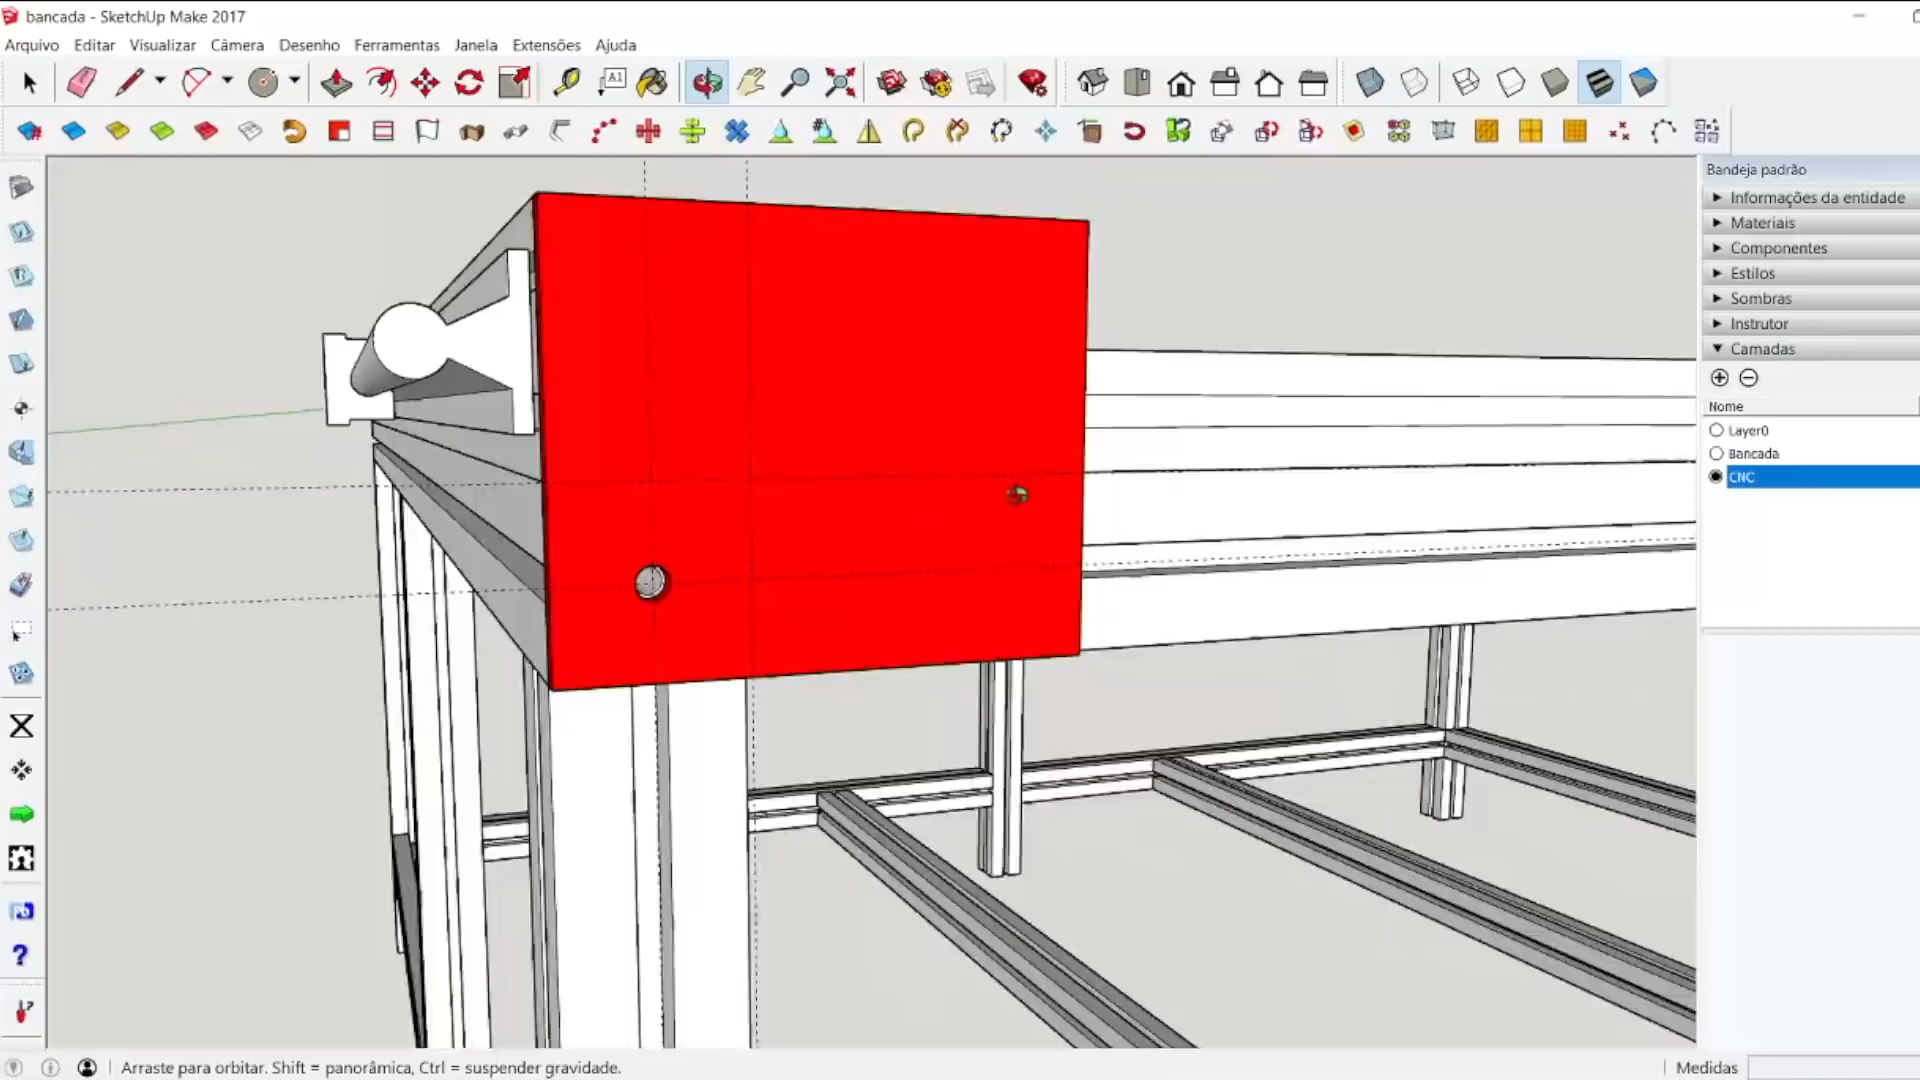 bancada - SketchUp Make 2017
Arquivo Editar Visualizar Câmera Desenho Ferramentas Janela Extensões Ajuda
A1
Bandeja padrão
Informações da entidade
Materiais
Componentes
Estilos
Sombras
Instrutor
Camadas
Nome
Layer0
Bancada
CNC
?
Arraste para orbitar. Shift = panorâmica, Ctrl = suspender gravidade.
Medidas